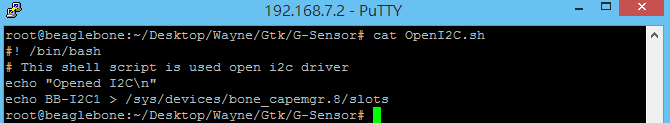 192.168.7.2 - PuTTY
root@beaglebone:~/Desktop/Wayne/Gtk/G-Sensor# cat OpenI2C.sh
#! /bin/bash
# This shell script is used open i2c driver
echo "Opened I2C\n"
echo BB-I2C1 > /sys/devices/bone_capemgr.8/slots
root@beaglebone:~/Desktop/Wayne/Gtk/G-Sensor#